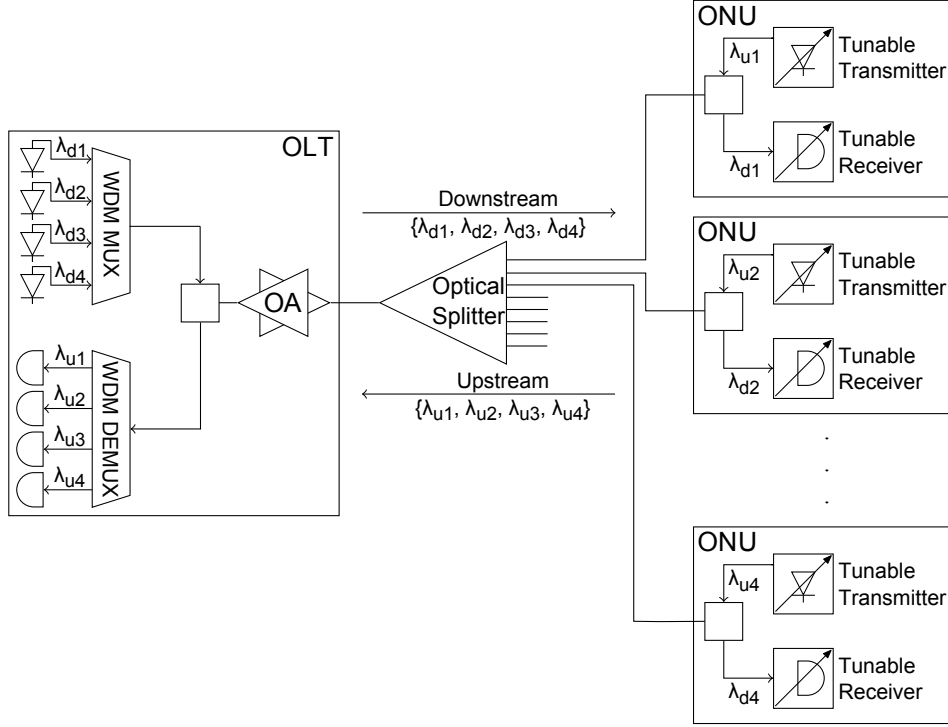 OLT
λd1
λd2
λd3
λd4
WDM MUX
OA
λu1
λu2
λu3
λu4
WDM DEMUX
Downstream
{λd1, λd2, λd3, λd4}
Optical
Splitter
Upstream
{λu1, λu2, λu3, λu4}
ONU
λu1
Tunable
Transmitter
λd1
Tunable
Receiver
ONU
λu2
Tunable
Transmitter
λd2
Tunable
Receiver
.
.
.
ONU
λu4
Tunable
Transmitter
λd4
Tunable
Receiver